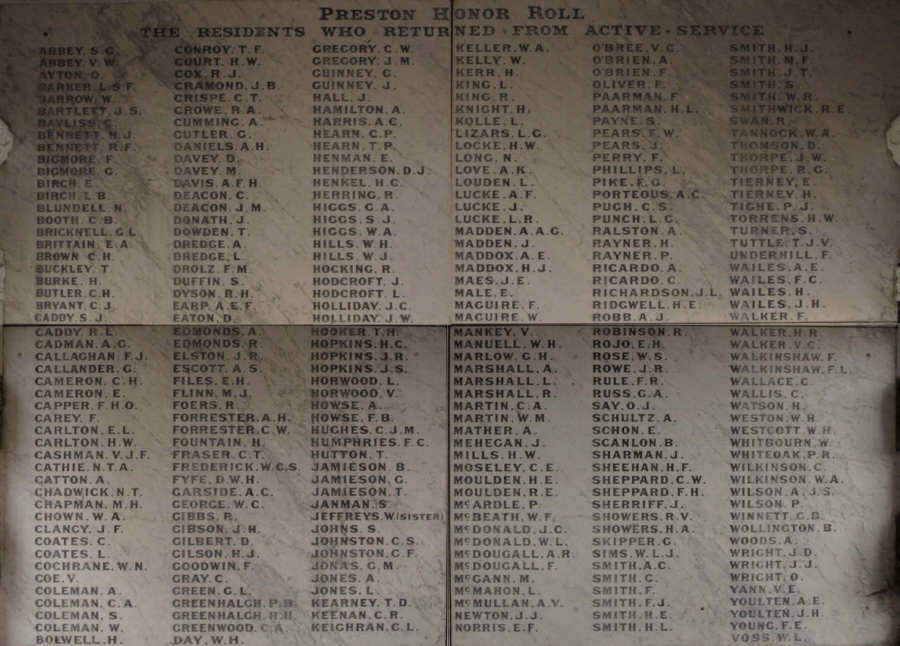 PRESTON HONOR ROLL
THE RESIDENTS WHO RETURNED FROM ACTIVE SERVICE
ABBEY, S.G.
ABBEY, V.W.
AYTON, O.
BARKER, L.S.F.
BARROW, W.
BARTLETT, J.S.
BAYLISS, C.
BENNETT, N.J.
BENNETT, R.F.
BIGMORE, F.
BIGMORE, G.
BIRCH, E.
BIRCH, L.B.
BLUNDELL, N.
BOOTH, C.B.
BRICKNELL, G.L.
BRITTAIN, E.A.
BROWN, C.H.
BUCKLEY, T.
BURKE, H.
BUTLER, C.H.
BRYANT, C.J.
CADDY, S.J.
CADDY, R.L.
CADMAN, A.G.
CALLAGHAN, F.J.
CALLANDER, G.
CAMERON, C.H.
CAMERON, E.
CAPPER, F.H.O.
CAREY, F.
CARLTON, E.L.
CARLTON, H.W.
CASHMAN, V.J.F.
CATHIE, N.T.A.
CATTON, A.
CHADWICK, N.T.
CHAPMAN, M.H.
CHOWN, W.A.
CLANCY, J.F.
COATES, C.
COATES, L.
COCHRANE, W.N.
COE, V.
COLEMAN, A.
COLEMAN, C.A.
COLEMAN, S.
COLEMAN, W.
BOLWELL, H.
CONROY, T.F.
COURT, H.W.
COX, R.J.
CRAMOND, J.B.
CRISPE, C.T.
CROWE, R.A.
CUMMING, A.
CUTLER, G.
DANIELS, A.H.
DAVEY, D.
DAVEY, M.
DAVIS, A.F.H.
DEACON, C.
DEACON, J.M.
DONATH, J.
DOWDEN, T.
DREDGE, A.
DREDGE, L.
DROLZ, F.M.
DUFFIN, S.
DYSON, R.H.
EARP, A.E.F.
EATON, D.
EDMONDS, A.
EDMONDS, R.
ELSTON, J.R.
ESCOTT, A.S.
FILES, E.H.
FLINN, M.J.
FOERS, R.
FORRESTER, A.H.
FORRESTER, C.W.
FOUNTAIN, H.
FRASER, C.T.
FREDERICK, W.C.S.
FYFE, D.W.H.
GARSIDE, A.C.
GEORGE, W.C.
GIBBS, R.
GIBSON, J.H.
GILBERT, D.
GILSON, H.J.
GOODWIN, F.
GRAY, C.
GREEN, G.L.
GREENHALGH, P.B.
GREENHALGH, H.H.
GREENWOOD, C.A.
DAY, W.H.
GREGORY, C.W.
GREGORY, J.M.
GUINNEY, G.
GUINNEY, J.
HALL, J.
HAMILTON, A.
HARRIS, A.C.
HEARN, C.P.
HEARN, T.P.
HENMAN, E.
HENDERSON, D.J.
HENKEL, H.C.
HERRING, R.
HIGGS, G.A.
HIGGS, S.J.
HIGGS, W.A.
HILLS, W.H.
HILLS, W.J.
HOCKING, R.
HODCROFT, J.
HODCROFT, L.
HOLLIDAY, J.C.
HOLLIDAY, J.W.
HOOKER, T.H.
HOPKINS, H.C.
HOPKINS, J.R.
HOPKINS, J.S.
HORWOOD, L.
HORWOOD, V.
HOWSE, A.
HOWSE, F.B.
HUGHES, C.J.M.
HUMPHRIES, F.C.
HUTTON, T.
JAMIESON, B.
JAMIESON, G.
JAMIESON, T.
JANMAN, S.
JEFFREYS, W. (SISTER)
JOHNS, S.
JOHNSTON, C.S.
JOHNSTON, G.F.
JONAS, G.M.
JONES, A.
JONES, L.
KEARNEY, T.D.
KEENAN, C.R.
KEIGHRAN, C.L.
KELLER, W.A.
KELLY, W.
KERR, H.
KING, L.
KING, R.
KNIGHT, H.
KOLLE, L.
LIZARS, L.G.
LOCKE, H.W.
LONG, N.
LOVE, A.K.
LOUDEN, L.
LUCKE, A.F.
LUCKE, J.
LUCKE, L.R.
MADDEN, A.A.G.
MADDEN, J.
MADDOX, A.E.
MADDOX, H.J.
MAES, J.E.
MALE, E.
MAGUIRE, F.
MAGUIRE, W.
MANKEY, V.
MANUELL, W.H.
MARLOW, G.H.
MARSHALL, A.
MARSHALL, L.
MARSHALL, R.
MARTIN, C.A.
MARTIN, W.M.
MATHER, A.
MEHEGAN, J.
MILLS, H.W.
MOSELEY, C.E.
MOULDEN, H.E.
MOULDEN, R.E.
McARDLE, P.
McBEATH, W.F.
McDONALD, J.C.
McDONALD, W.L.
McDOUGALL, A.R.
McDOUGALL, F.
McGANN, M.
McMAHON, L.
McMULLAN, A.V.
NEWTON, J.J.
NORRIS, E.F.
O'BREE, V.C.
O'BRIEN, A.
O'BRIEN, F.
OLIVER, F.
PAARMAN, F.
PAARMAN, H.L.
PAYNE, S.
PEARS, E.W.
PEARS, J.
PERRY, F.
PHILLIPS, L.
PIKE, F.G.
PORTEOUS, A.C.
PUGH, C.S.
PUNCH, L.G.
RALSTON, A.
RAYNER, H.
RAYNER, P.
RICARDO, A.
RICARDO, C.
RICHARDSON, J.L.
RIDGWELL, H.E.
ROBB, A.J.
ROBINSON, R.
ROJO, E.H.
ROSE, W.S.
ROWE, J.R.
RULE, F.R.
RUSS, G.A.
SAY, O.J.
SCHULTZ, A.
SCHON, E.
SCANLON, B.
SHARMAN, J.
SHEEHAN, H.F.
SHEPPARD, C.W.
SHEPPARD, F.H.
SHERRIFF, J.
SHOWERS, R.V.
SHOWERS, H.A.
SKIPPER, G.
SIMS, W.L.J.
SMITH, A.C.
SMITH, C.
SMITH, F.
SMITH, F.J.
SMITH, H.E.
SMITH, H.L.
SMITH, H.J.
SMITH, M.F.
SMITH, J.T.
SMITH, S.
SMITH, W.R.
SMITHWICK, R.E.
SWAN, R.
TANNOCK, W.A.
THOMSON, D.
THORPE, J.W.
THORPE, R.G.
TIERNEY, E.
TIERNEY, H.
TIGHE, P.J.
TORRENS, H.W.
TURNER, S.
TUTTLE, T.J.V.
UNDERHILL, F.
WAILES, A.E.
WAILES, F.C.
WAILES, H.
WAILES, J.H.
WALKER, F.
WALKER, H.R.
WALKER, V.C.
WALKINSHAW, F.
WALKINSHAW, F.L.
WALLACE, C.
WALLIS, C.
WATSON, H.
WESTON, W.H.
WESTCOTT, W.H.
WHITBOURN, W.
WHITEOAK, P.R.
WILKINSON, C.
WILKINSON, W.A.
WILSON, A.J.S.
WILSON, P.
WINNETT, C.B.
WOLLINGTON, B.
WOODS, A.
WRIGHT, J.D.
WRIGHT, J.J.
WRIGHT, O.
YANN, V.E.
YOULTEN, A.E.
YOULTEN, J.H.
YOUNG, F.E.
VOSS, W.L.